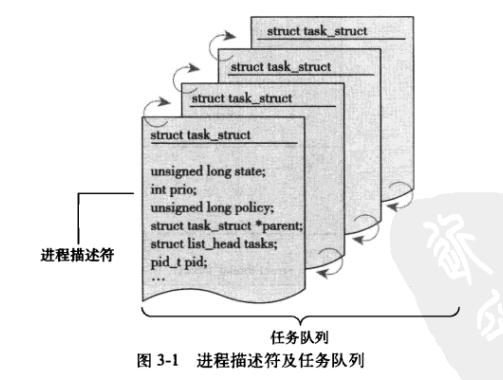 struct task_struct
struct task_struct
struct task_struct
struct task_struct
unsigned long state;
int prio;
unsigned long policy;
struct task_struct *parent;
struct list_head tasks;
pid_t pid;
…
进程描述符
任务队列
图 3-1 进程描述符及任务队列